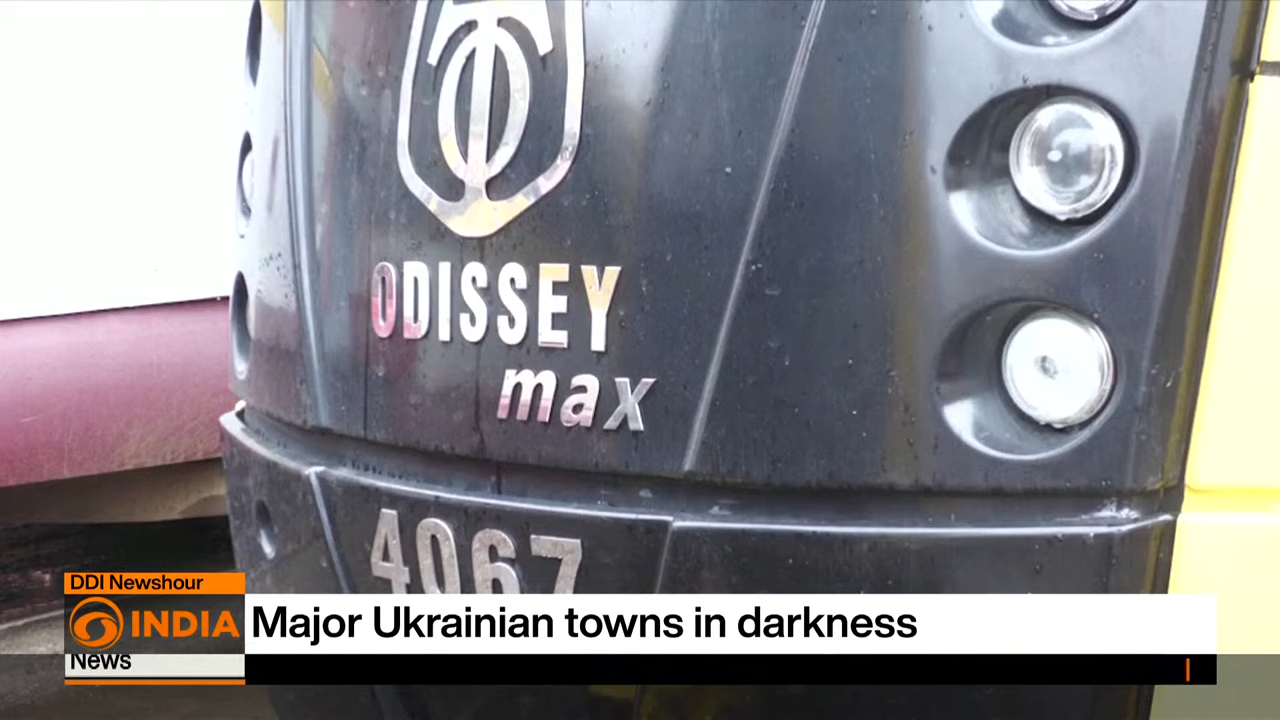 ODISSEY
max
4067
DDI Newshour
INDIA
Major Ukrainian towns in darkness
News